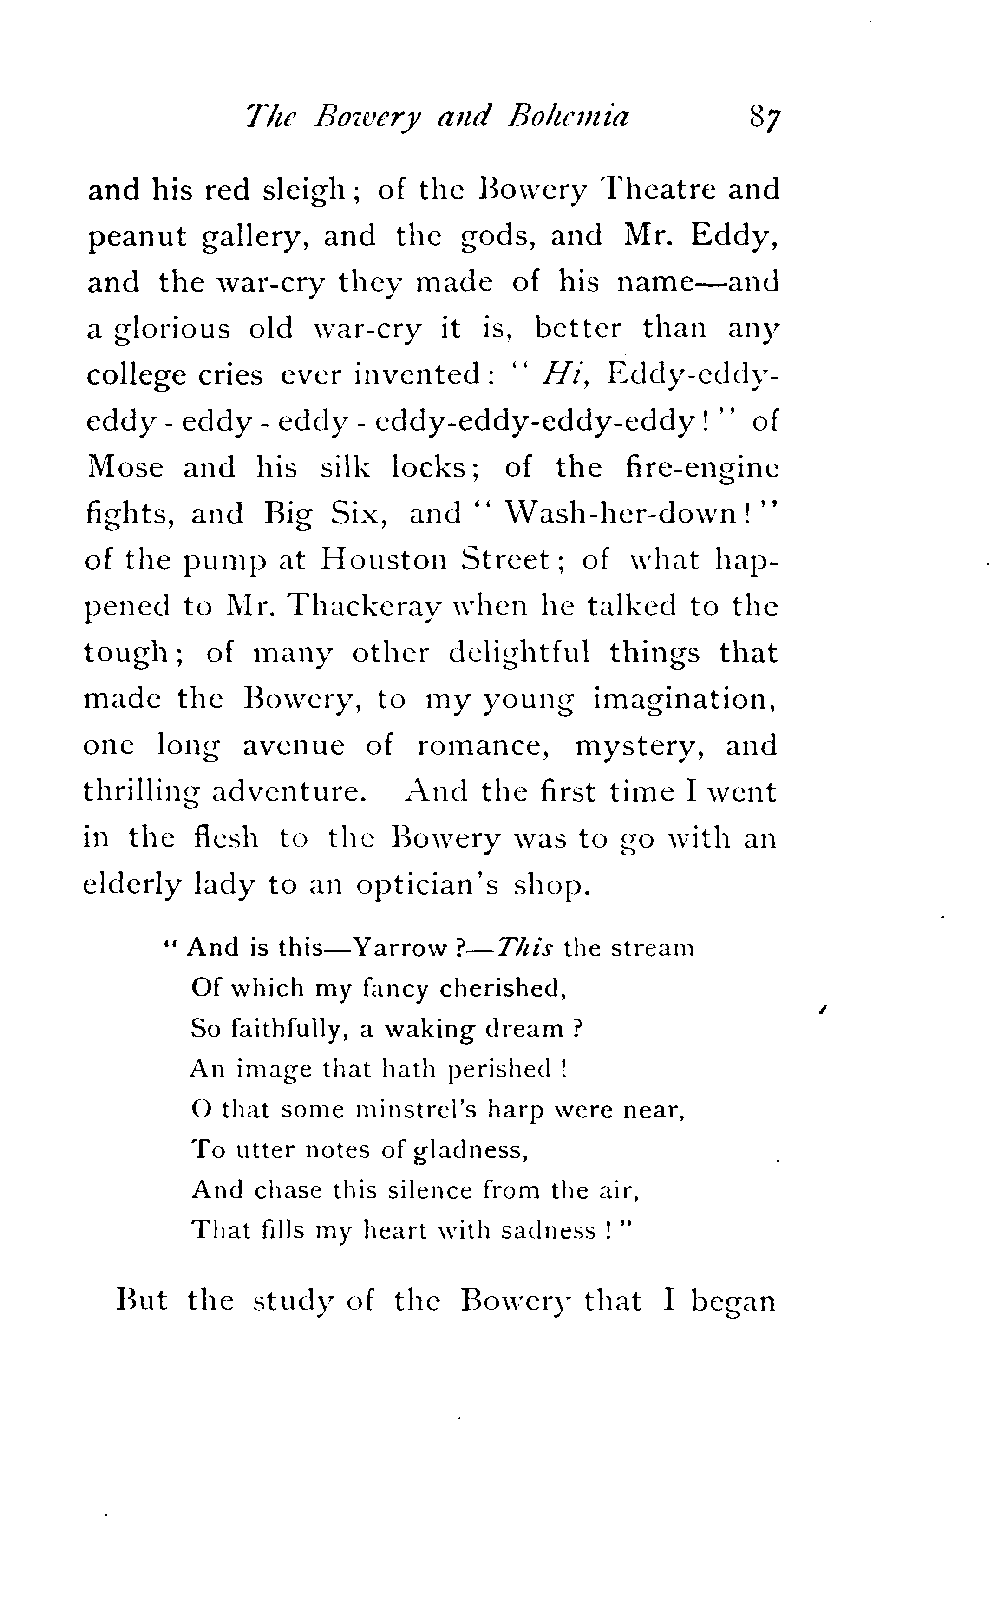 The Bowery and Bohemia 87
and his red sleigh; of the Bowery Theatre and
peanut gallery, and the gods, and Mr. Eddy,
and the war-cry they made of his name—and
a glorious old war-cry it is, better than any
college cries ever invented: "Hi, Eddy-eddy-
eddy-eddy-eddy-eddy-eddy-eddy-eddy!" of
Mose and his silk locks; of the fire-engine
fights, and Big Six, and "Wash-her-down!"
of the pump at Houston Street; of what hap-
pened to Mr. Thackeray when he talked to the
tough; of many other delightful things that
made the Bowery, to my young imagination,
one long avenue of romance, mystery, and
thrilling adventure. And the first time I went
in the flesh to the Bowery was to go with an
elderly lady to an optician's shop.
"And is this—Yarrow?—This the stream
Of which my fancy cherished,
So faithfully, a waking dream?
An image that hath perished!
O that some minstrel's harp were near,
To utter notes of gladness,
And chase this silence from the air,
That fills my heart with sadness!"
But the study of the Bowery that I began